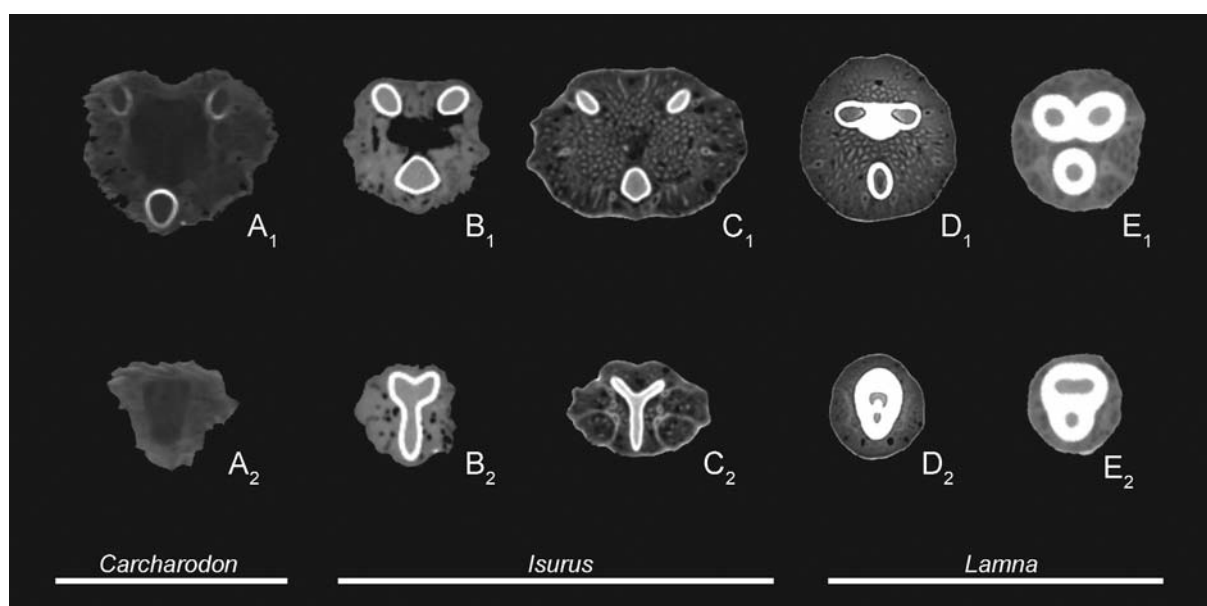 A₁ B₁ C₁ D₁ E₁
A₂ B₂ C₂ D₂ E₂
Carcharodon Isurus Lamna